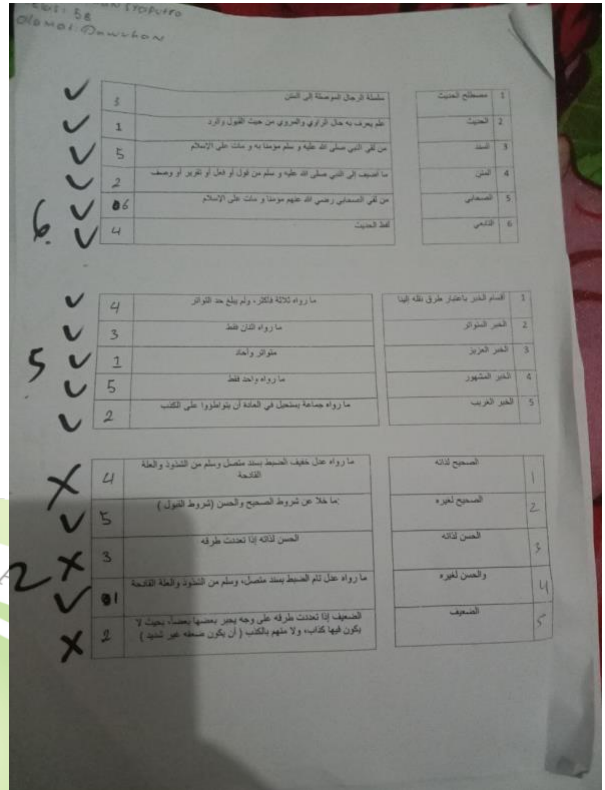 5B
Alamat: Dawuhan
1 مصطلح الحديث
2 الحديث
3 السند
4 المتن
5 الصحابي
6 التابعي
سلسلة الرجال الموصلة إلى المتن 3
علم يعرف به حال الراوي والمروي من حيث القبول والرد 1
من لقي النبي صلى الله عليه و سلم مؤمنا به و مات على الإسلام 5
ما أضيف إلى النبي صلى الله عليه و سلم من قول أو فعل أو تقرير أو وصف 2
من لقي الصحابي رضي الله عنهم مؤمنا و مات على الإسلام 6
لفظ الحديث 4
6
1 أقسام الخبر باعتبار طرق نقله إلينا
2 الخبر المتواتر
3 الخبر العزيز
4 الخبر المشهور
5 الخبر الغريب
ما رواه ثلاثة فأكثر، ولم يبلغ حد التواتر 4
ما رواه اثنان فقط 3
متواتر وأحاد 1
ما رواه واحد فقط 5
ما رواه جماعة يستحيل في العادة أن يتواطؤوا على الكذب 2
5
الصحيح لذاته 1
الصحيح لغيره 2
الحسن لذاته 3
والحسن لغيره 4
الضعيف 5
ما رواه عدل خفيف الضبط بسند متصل وسلم من الشذوذ والعلة
القادحة 4
ما خلا عن شروط الصحيح والحسن (شروط القبول ) 5
الحسن لذاته إذا تعددت طرقه 3
ما رواه عدل تام الضبط بسند متصل، وسلم من الشذوذ والعلة القادحة 1
الضعيف إذا تعددت طرقه على وجه يجبر بعضها بعضا، بحيث لا
يكون فيها كذاب، ولا متهم بالكذب ( أن يكون ضعفه غير شديد ) 2
2